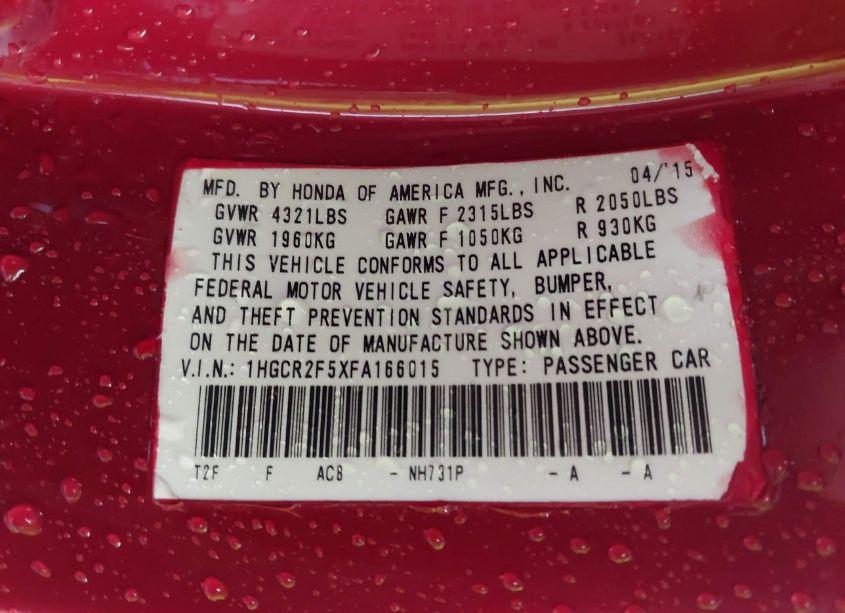 MFD. BY HONDA OF AMERICA MFG., INC. 04/'15
GVWR 4321LBS GAWR F 2315LBS R 2050LBS
GVWR 1960KG GAWR F 1050KG R 930KG
THIS VEHICLE CONFORMS TO ALL APPLICABLE
FEDERAL MOTOR VEHICLE SAFETY, BUMPER,
AND THEFT PREVENTION STANDARDS IN EFFECT
ON THE DATE OF MANUFACTURE SHOWN ABOVE.
V.I.N.: 1HGCR2F5XFA166015 TYPE: PASSENGER CAR
T2F F AC8 - NH731P - A - A